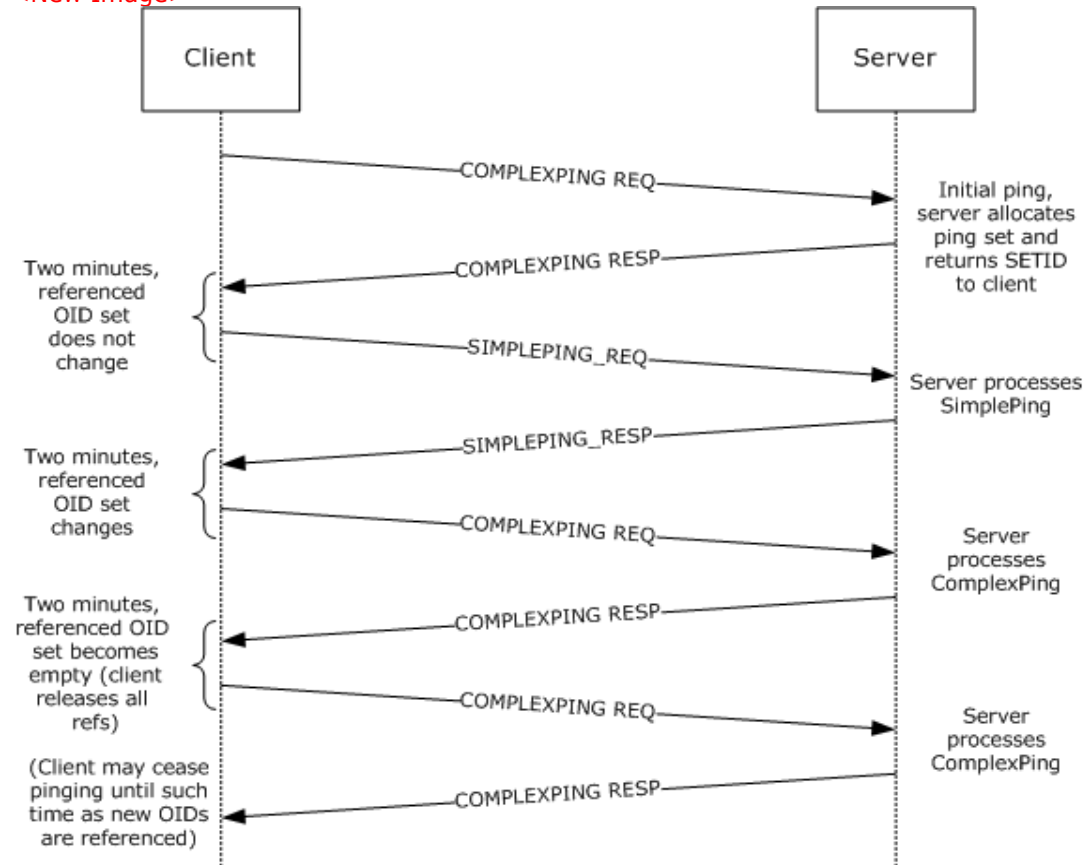 <New Image>
Client
Server
COMPLEXPING REQ
Initial ping,
server allocates
ping set and
returns SETID
to client
COMPLEXPING RESP
Two minutes,
referenced
OID set
does not
change
SIMPLEPING_REQ
Server processes
SimplePing
SIMPLEPING_RESP
Two minutes,
referenced
OID set
changes
COMPLEXPING REQ
Server
processes
ComplexPing
COMPLEXPING RESP
Two minutes,
referenced OID
set becomes
empty (client
releases all
refs)
COMPLEXPING REQ
Server
processes
ComplexPing
COMPLEXPING RESP
(Client may cease
pinging until such
time as new OIDs
are referenced)